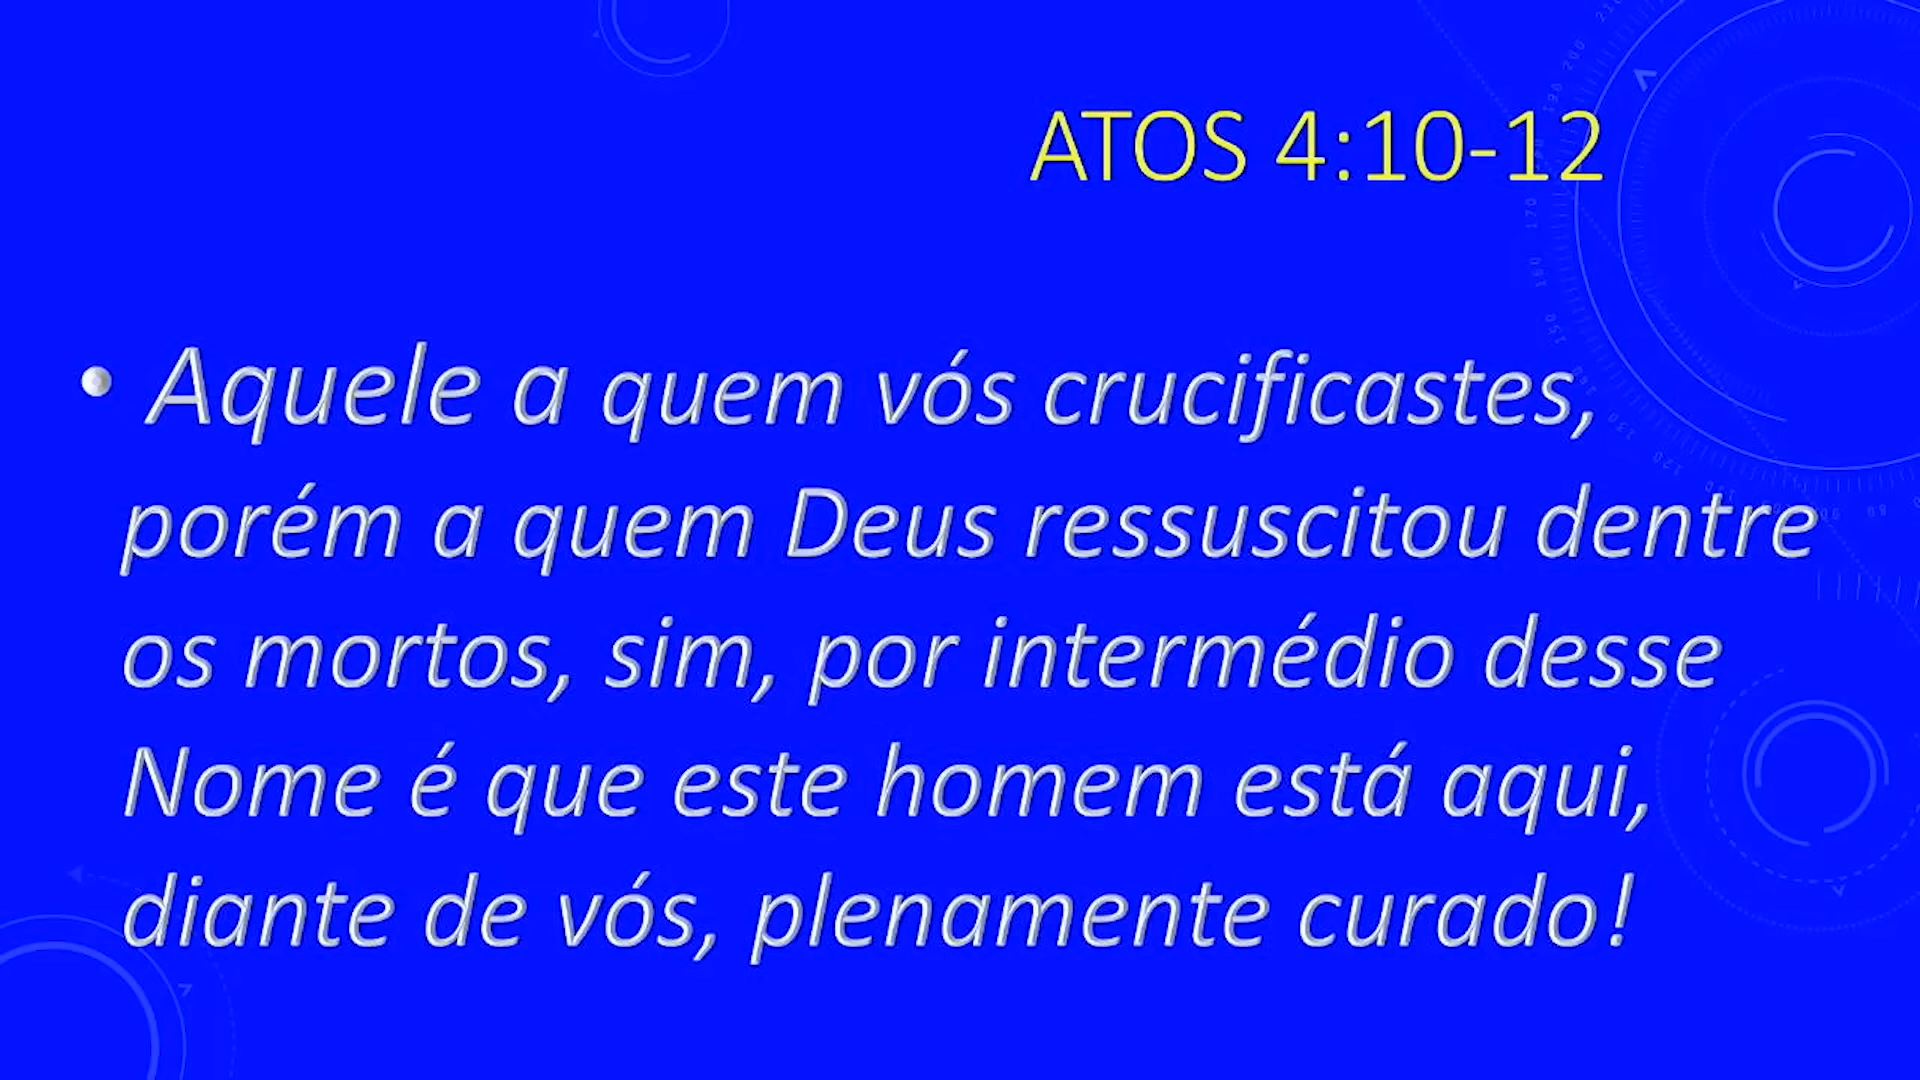 ATOS 4:10-12
• Aquele a quem vós crucificastes,
porém a quem Deus ressuscitou dentre
os mortos, sim, por intermédio desse
Nome é que este homem está aqui,
diante de vós, plenamente curado!